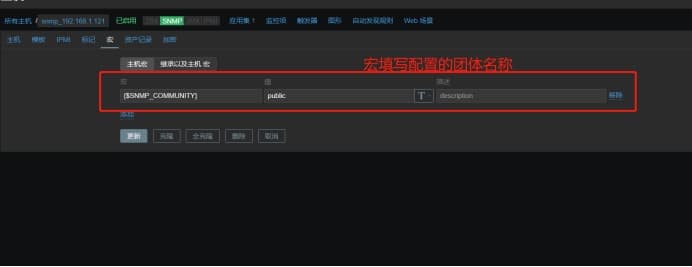 所有主机 / snmp_192.168.1.121 已启用 SNMP 应用集 1 监控项 触发器 图形 自动发现规则 Web 场景
主机 模板 IPMI 标记 宏 资产记录 加密
宏填写配置的团体名称
主机宏 继承以及主机 宏
宏 值 描述
{$SNMP_COMMUNITY} public T description 移除
添加
更新 克隆 全克隆 删除 取消